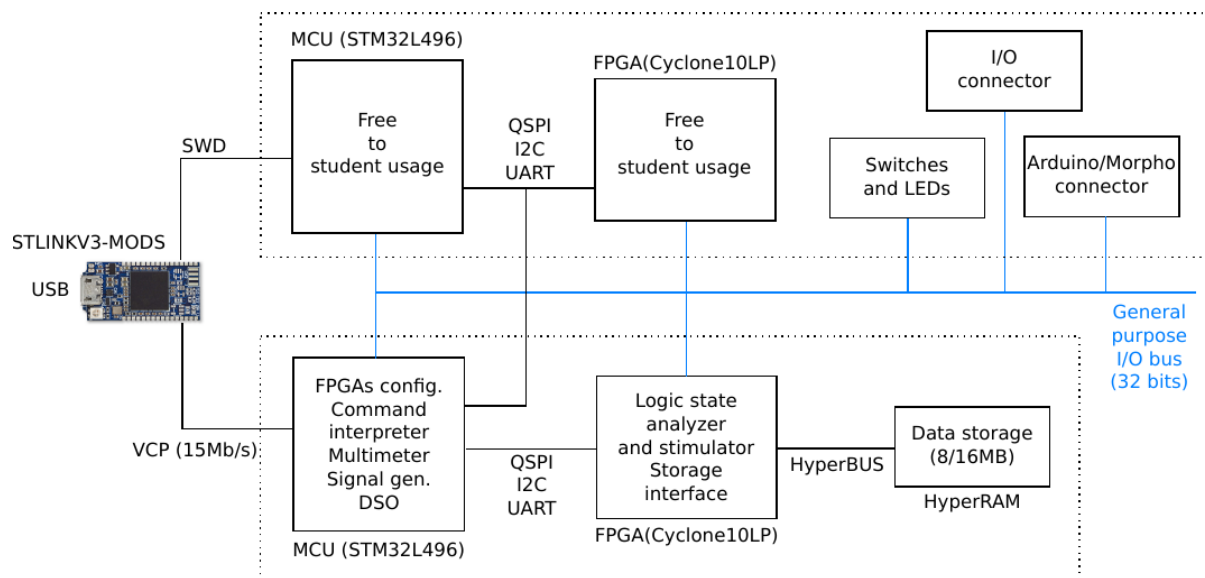 MCU (STM32L496)
Free
to
student usage
SWD
QSPI
I2C
UART
FPGA(Cyclone10LP)
Free
to
student usage
I/O
connector
Switches
and LEDs
Arduino/Morpho
connector
STLINKV3-MODS
USB
General
purpose
I/O bus
(32 bits)
VCP (15Mb/s)
FPGAs config.
Command
interpreter
Multimeter
Signal gen.
DSO
MCU (STM32L496)
QSPI
I2C
UART
Logic state
analyzer
and stimulator
Storage
interface
FPGA(Cyclone10LP)
HyperBUS
Data storage
(8/16MB)
HyperRAM